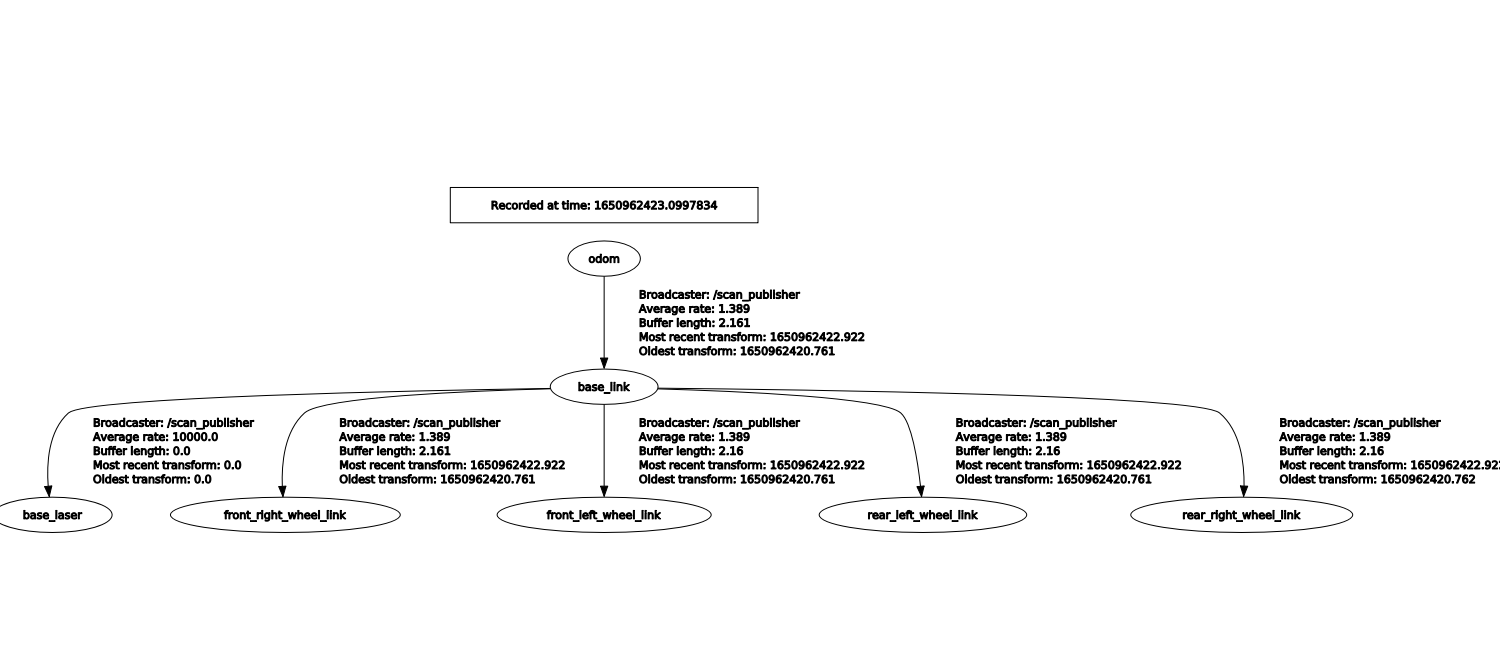 Recorded at time: 1650962423.0997834
odom
Broadcaster: /scan_publisher
Average rate: 1.389
Buffer length: 2.161
Most recent transform: 1650962422.922
Oldest transform: 1650962420.761
base_link
Broadcaster: /scan_publisher
Average rate: 10000.0
Buffer length: 0.0
Most recent transform: 0.0
Oldest transform: 0.0
Broadcaster: /scan_publisher
Average rate: 1.389
Buffer length: 2.161
Most recent transform: 1650962422.922
Oldest transform: 1650962420.761
Broadcaster: /scan_publisher
Average rate: 1.389
Buffer length: 2.16
Most recent transform: 1650962422.922
Oldest transform: 1650962420.761
Broadcaster: /scan_publisher
Average rate: 1.389
Buffer length: 2.16
Most recent transform: 1650962422.922
Oldest transform: 1650962420.761
Broadcaster: /scan_publisher
Average rate: 1.389
Buffer length: 2.16
Most recent transform:
Oldest transform: 1650962420.762
base_laser
front_right_wheel_link
front_left_wheel_link
rear_left_wheel_link
rear_right_wheel_link